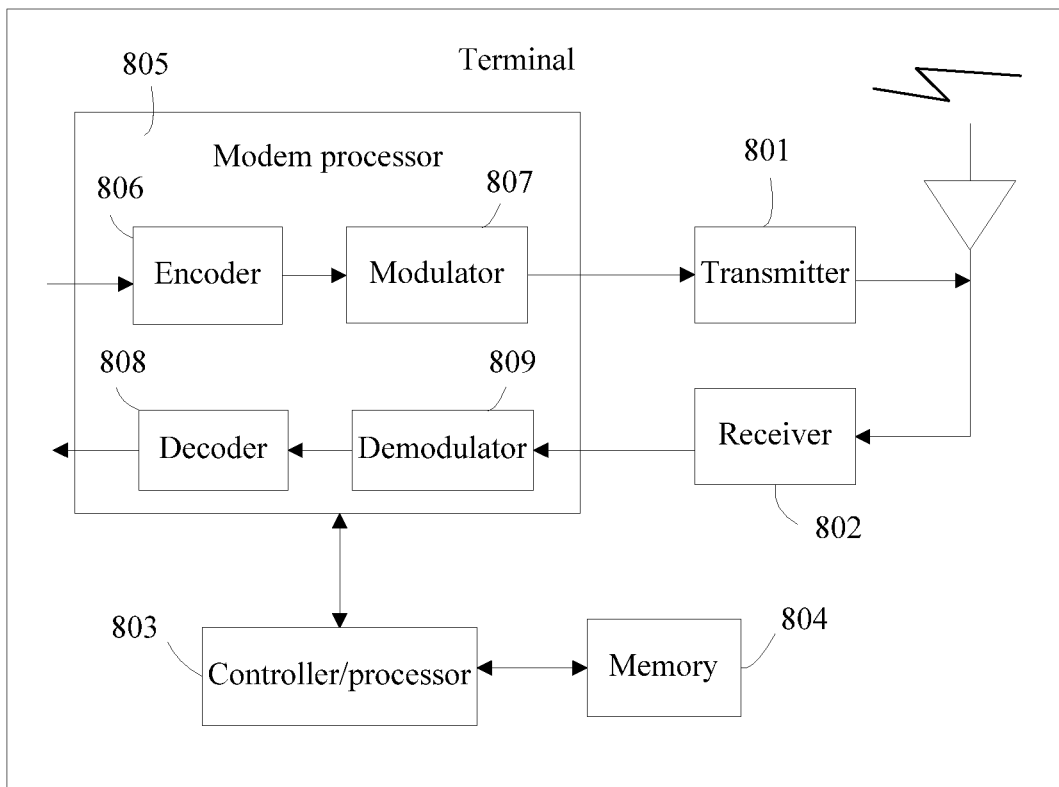 805
Terminal
Modem processor
801
806
807
Encoder
Modulator
Transmitter
808
809
Decoder
Demodulator
Receiver
802
803
804
Controller/processor
Memory